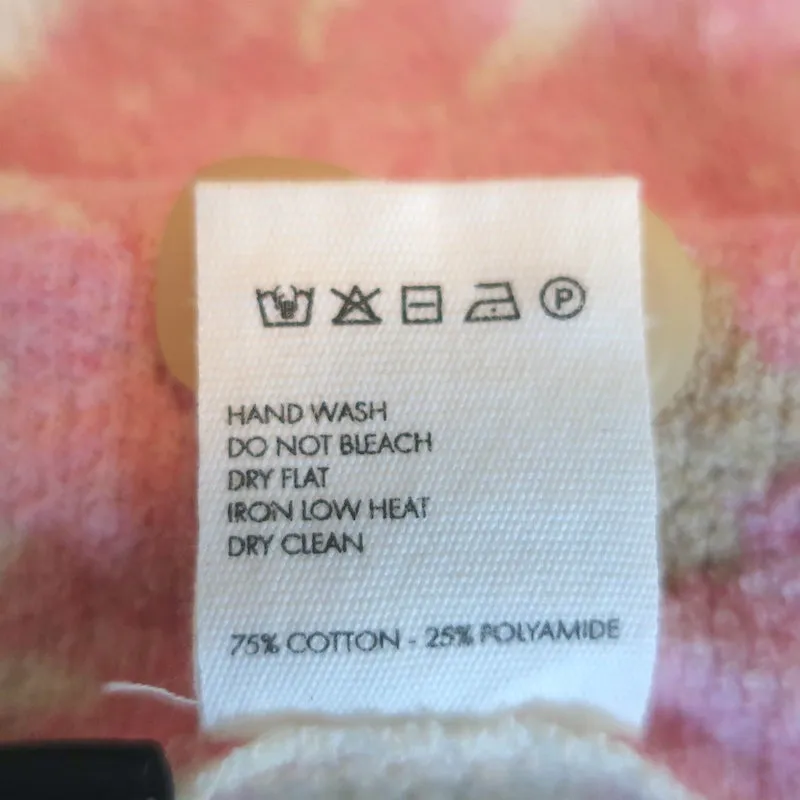 P
HAND WASH
DO NOT BLEACH
DRY FLAT
IRON LOW HEAT
DRY CLEAN
75% COTTON - 25% POLYAMIDE